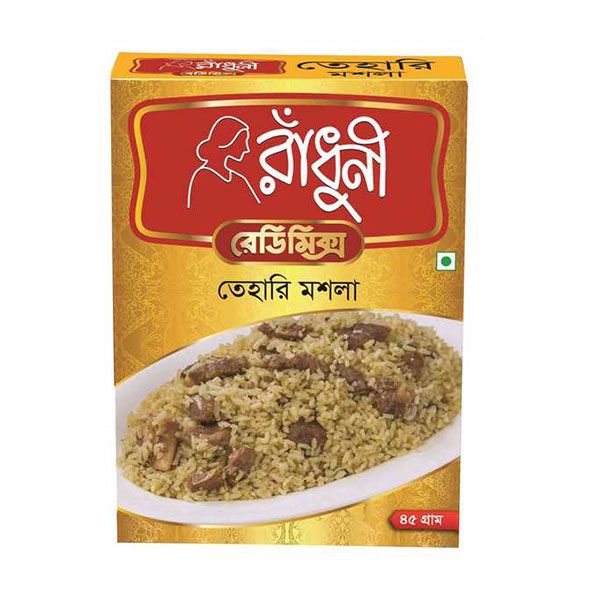 রাঁধুনী
রেডিমিক্স
তেহারি
মশলা
রাঁধুনী
রেডিমিক্স
তেহারি মশলা
৪৫ গ্রাম